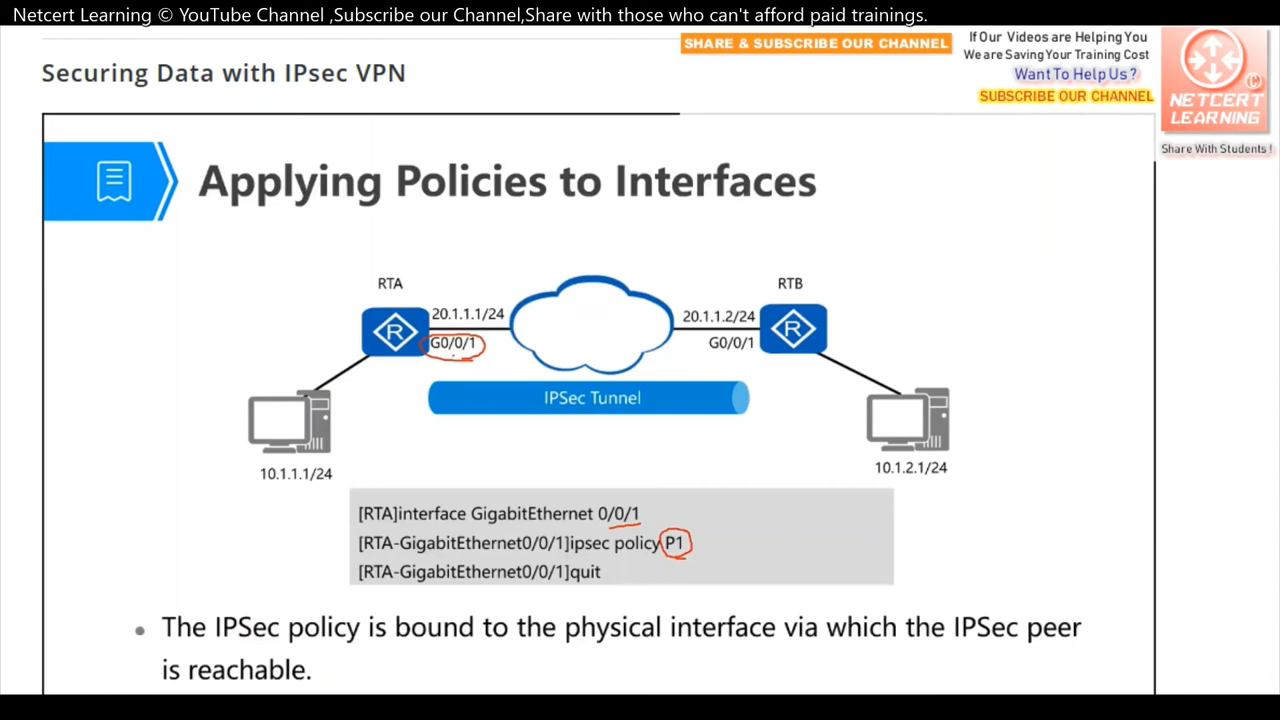 Netcert Learning © YouTube Channel ,Subscribe our Channel,Share with those who can't afford paid trainings.
SHARE & SUBSCRIBE OUR CHANNEL
If Our Videos are Helping You
We are Saving Your Training Cost
Want To Help Us ?
SUBSCRIBE OUR CHANNEL
©
NETCERT
LEARNING
Share With Students !
Securing Data with IPsec VPN
Applying Policies to Interfaces
RTA
RTB
20.1.1.1/24
20.1.1.2/24
R
R
G0/0/1
G0/0/1
IPSec Tunnel
10.1.1.1/24
10.1.2.1/24
[RTA]interface GigabitEthernet 0/0/1
[RTA-GigabitEthernet0/0/1]ipsec policy P1
[RTA-GigabitEthernet0/0/1]quit
• The IPSec policy is bound to the physical interface via which the IPSec peer
is reachable.